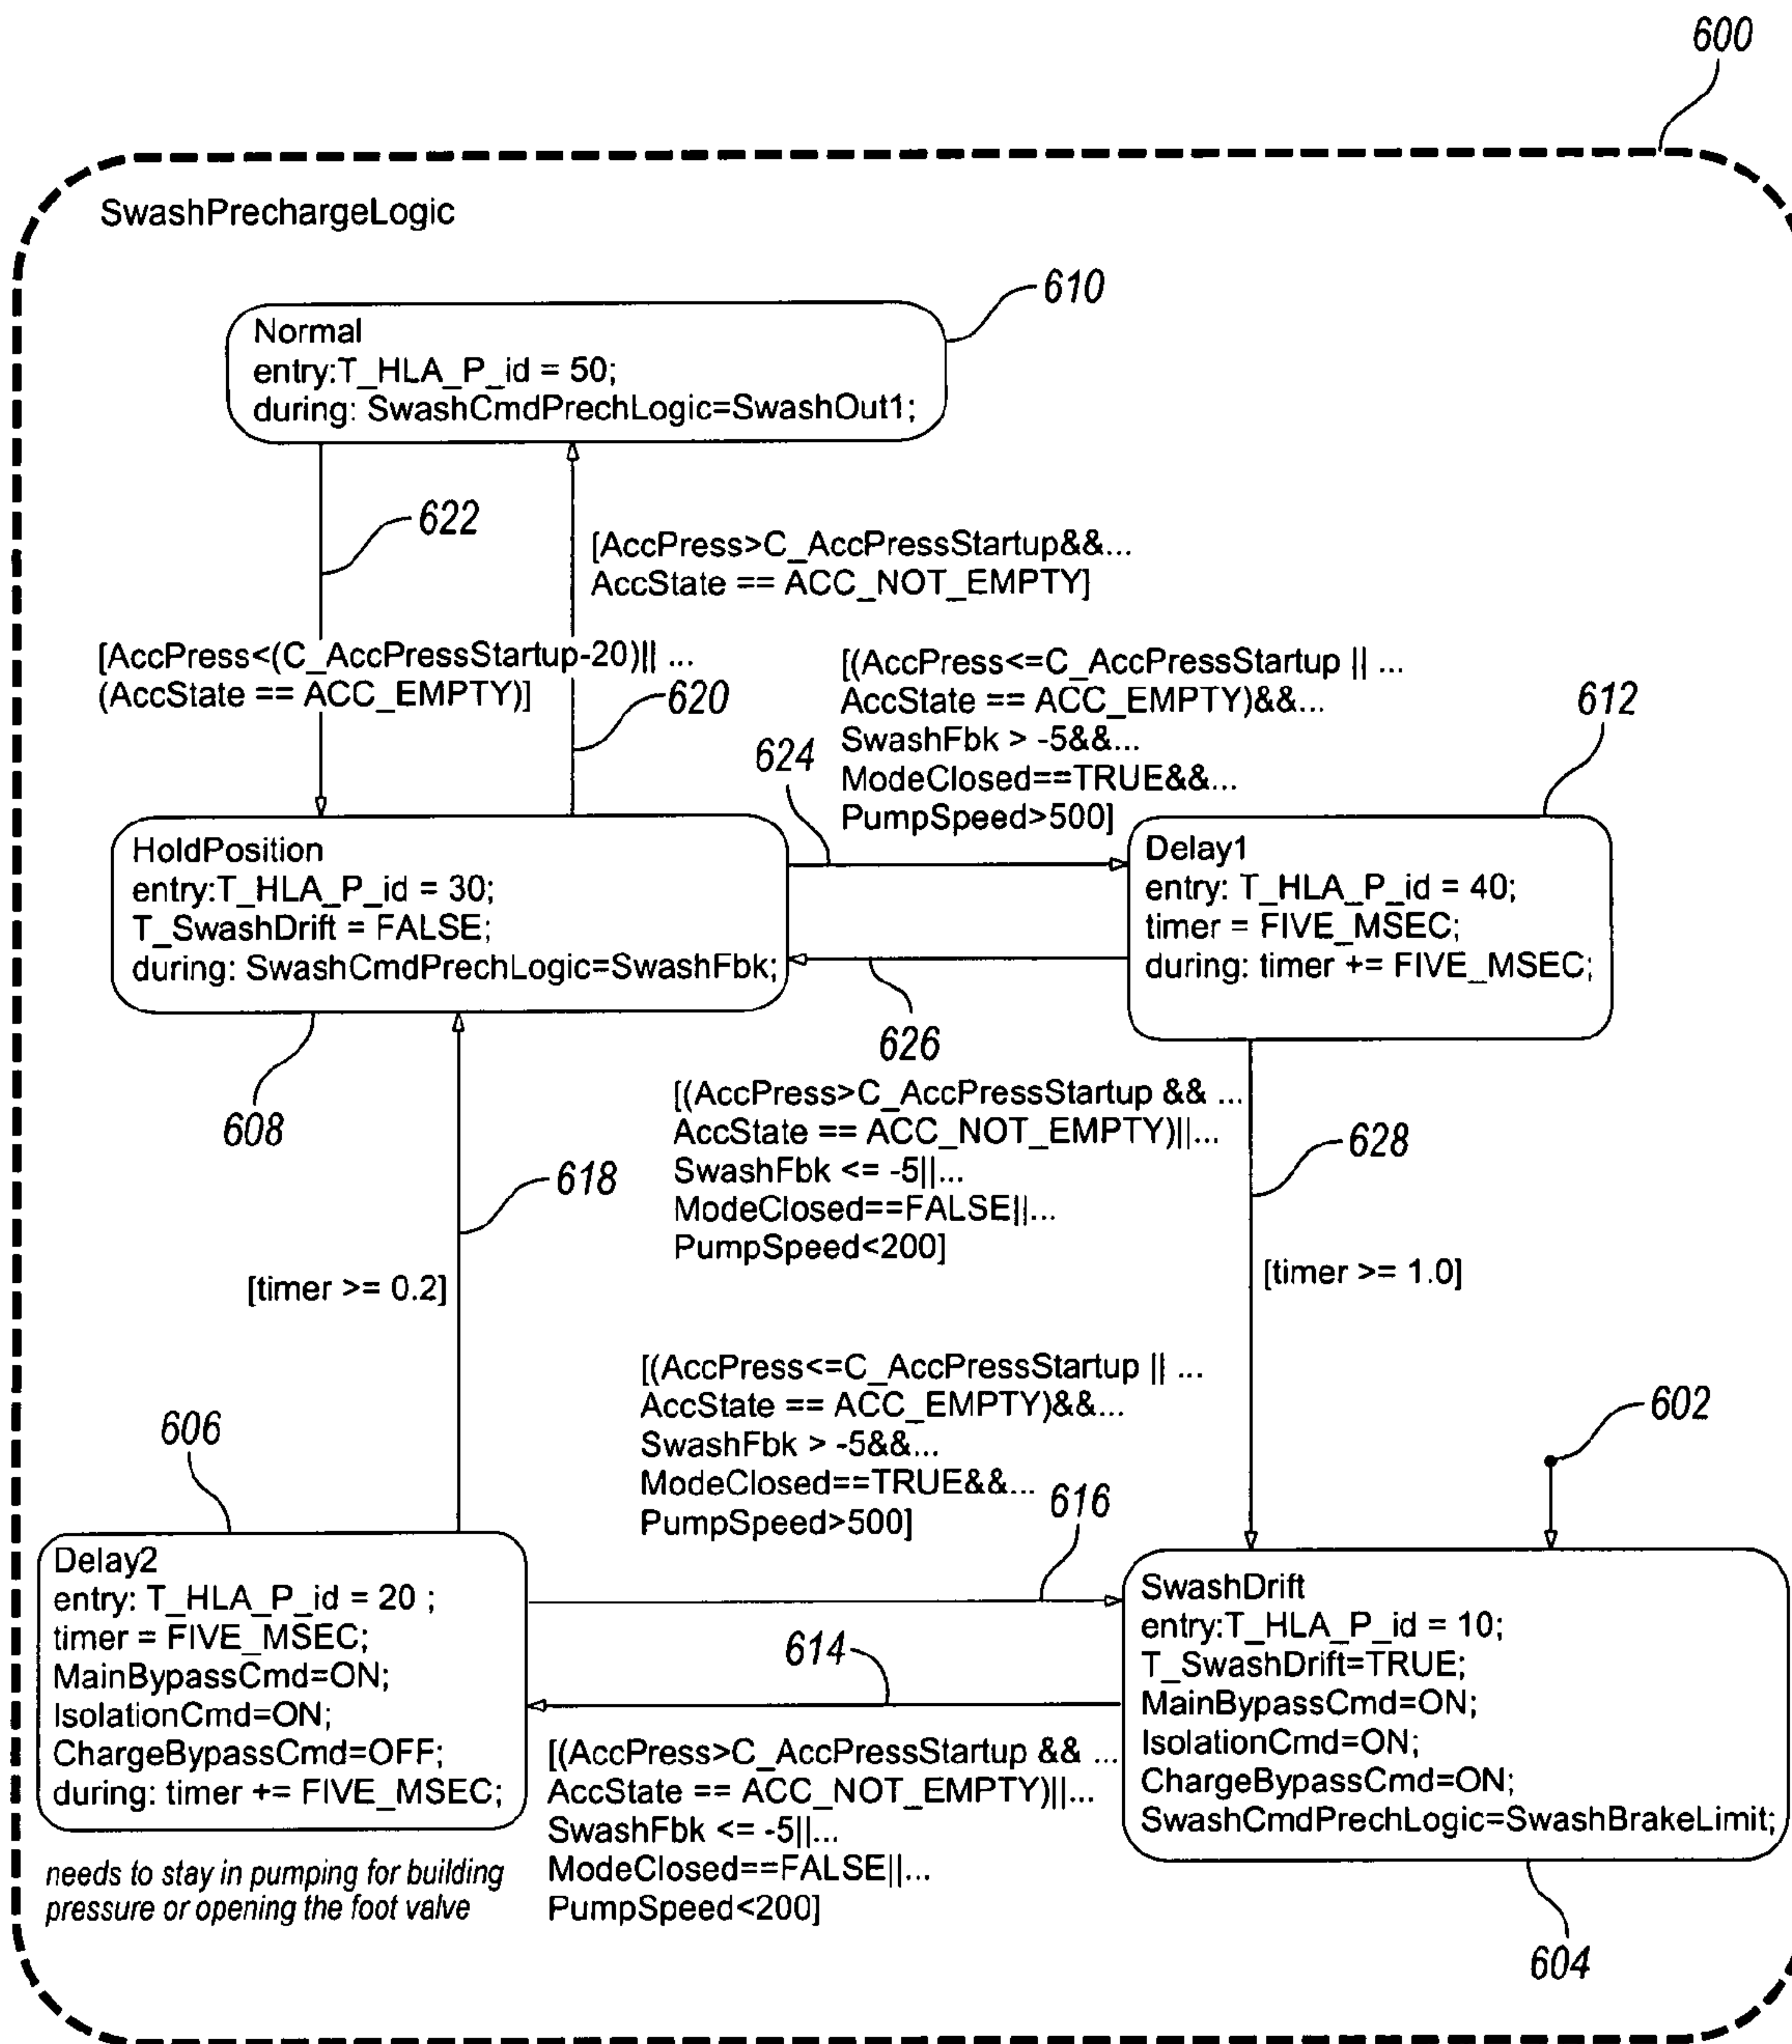 600
SwashPrechargeLogic
610
Normal
entry:T_HLA_P_id = 50;
during: SwashCmdPrechLogic=SwashOut1;
622
[AccPress>C_AccPressStartup&&...
AccState == ACC_NOT_EMPTY]
[AccPress<(C_AccPressStartup-20)|| ...
(AccState == ACC_EMPTY)]
620
[(AccPress<=C_AccPressStartup || ...
AccState == ACC_EMPTY)&&...
SwashFbk > -5&&...
ModeClosed==TRUE&&...
PumpSpeed>500]
624
612
HoldPosition
entry:T_HLA_P_id = 30;
T_SwashDrift = FALSE;
during: SwashCmdPrechLogic=SwashFbk;
Delay1
entry: T_HLA_P_id = 40;
timer = FIVE_MSEC;
during: timer += FIVE_MSEC;
626
608
[(AccPress>C_AccPressStartup && ...
AccState == ACC_NOT_EMPTY)||...
SwashFbk <= -5||...
ModeClosed==FALSE||...
PumpSpeed<200]
628
618
[timer >= 0.2]
[timer >= 1.0]
[(AccPress<=C_AccPressStartup || ...
AccState == ACC_EMPTY)&&...
SwashFbk > -5&&...
ModeClosed==TRUE&&...
PumpSpeed>500]
602
606
616
Delay2
entry: T_HLA_P_id = 20 ;
timer = FIVE_MSEC;
MainBypassCmd=ON;
IsolationCmd=ON;
ChargeBypassCmd=OFF;
during: timer += FIVE_MSEC;
614
SwashDrift
entry:T_HLA_P_id = 10;
T_SwashDrift=TRUE;
MainBypassCmd=ON;
IsolationCmd=ON;
ChargeBypassCmd=ON;
SwashCmdPrechLogic=SwashBrakeLimit;
[(AccPress>C_AccPressStartup && ...
AccState == ACC_NOT_EMPTY)||...
SwashFbk <= -5||...
ModeClosed==FALSE||...
PumpSpeed<200]
needs to stay in pumping for building
pressure or opening the foot valve
604